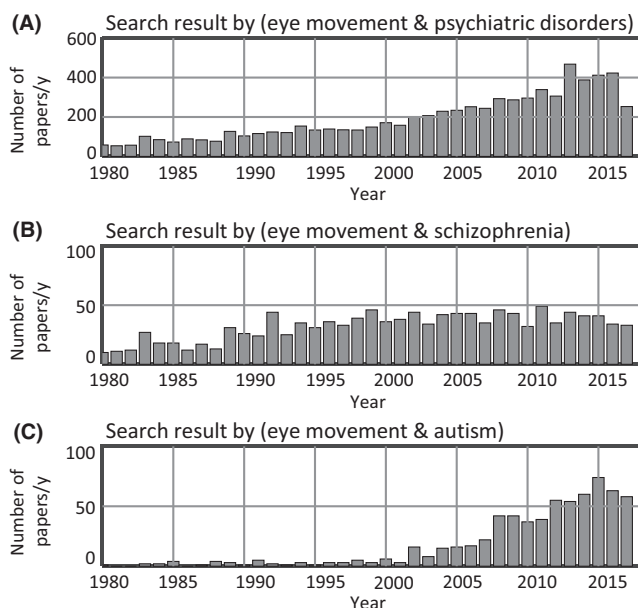 (A) Search result by (eye movement & psychiatric disorders)
Number of
papers/y
600
400
200
0
1980 1985 1990 1995 2000 2005 2010 2015
Year
(B) Search result by (eye movement & schizophrenia)
Number of
papers/y
100
50
0
1980 1985 1990 1995 2000 2005 2010 2015
Year
(C) Search result by (eye movement & autism)
Number of
papers/y
100
50
0
1980 1985 1990 1995 2000 2005 2010 2015
Year